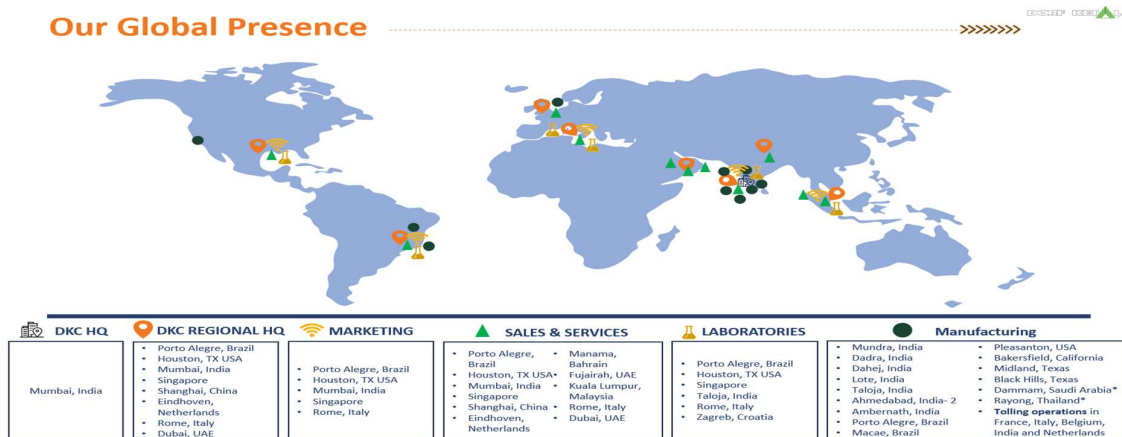 Our Global Presence
DORF KETAL
DKC HQ
Mumbai, India
DKC REGIONAL HQ
• Porto Alegre, Brazil
• Houston, TX USA
• Mumbai, India
• Singapore
• Shanghai, China
• Eindhoven,
Netherlands
• Rome, Italy
• Dubai, UAE
MARKETING
• Porto Alegre, Brazil
• Houston, TX USA
• Mumbai, India
• Singapore
• Rome, Italy
SALES & SERVICES
• Porto Alegre,
Brazil
• Houston, TX USA
• Mumbai, India
• Singapore
• Shanghai, China
• Eindhoven,
Netherlands
• Manama,
Bahrain
• Fujairah, UAE
• Kuala Lumpur,
Malaysia
• Rome, Italy
• Dubai, UAE
LABORATORIES
• Porto Alegre, Brazil
• Houston, TX USA
• Singapore
• Taloja, India
• Rome, Italy
• Zagreb, Croatia
Manufacturing
• Mundra, India
• Dadra, India
• Dahej, India
• Lote, India
• Taloja, India
• Ahmedabad, India- 2
• Ambernath, India
• Porto Alegre, Brazil
• Macae, Brazil
• Pleasanton, USA
• Bakersfield, California
• Midland, Texas
• Black Hills, Texas
• Dammam, Saudi Arabia*
• Rayong, Thailand*
• Tolling operations in
France, Italy, Belgium,
India and Netherlands